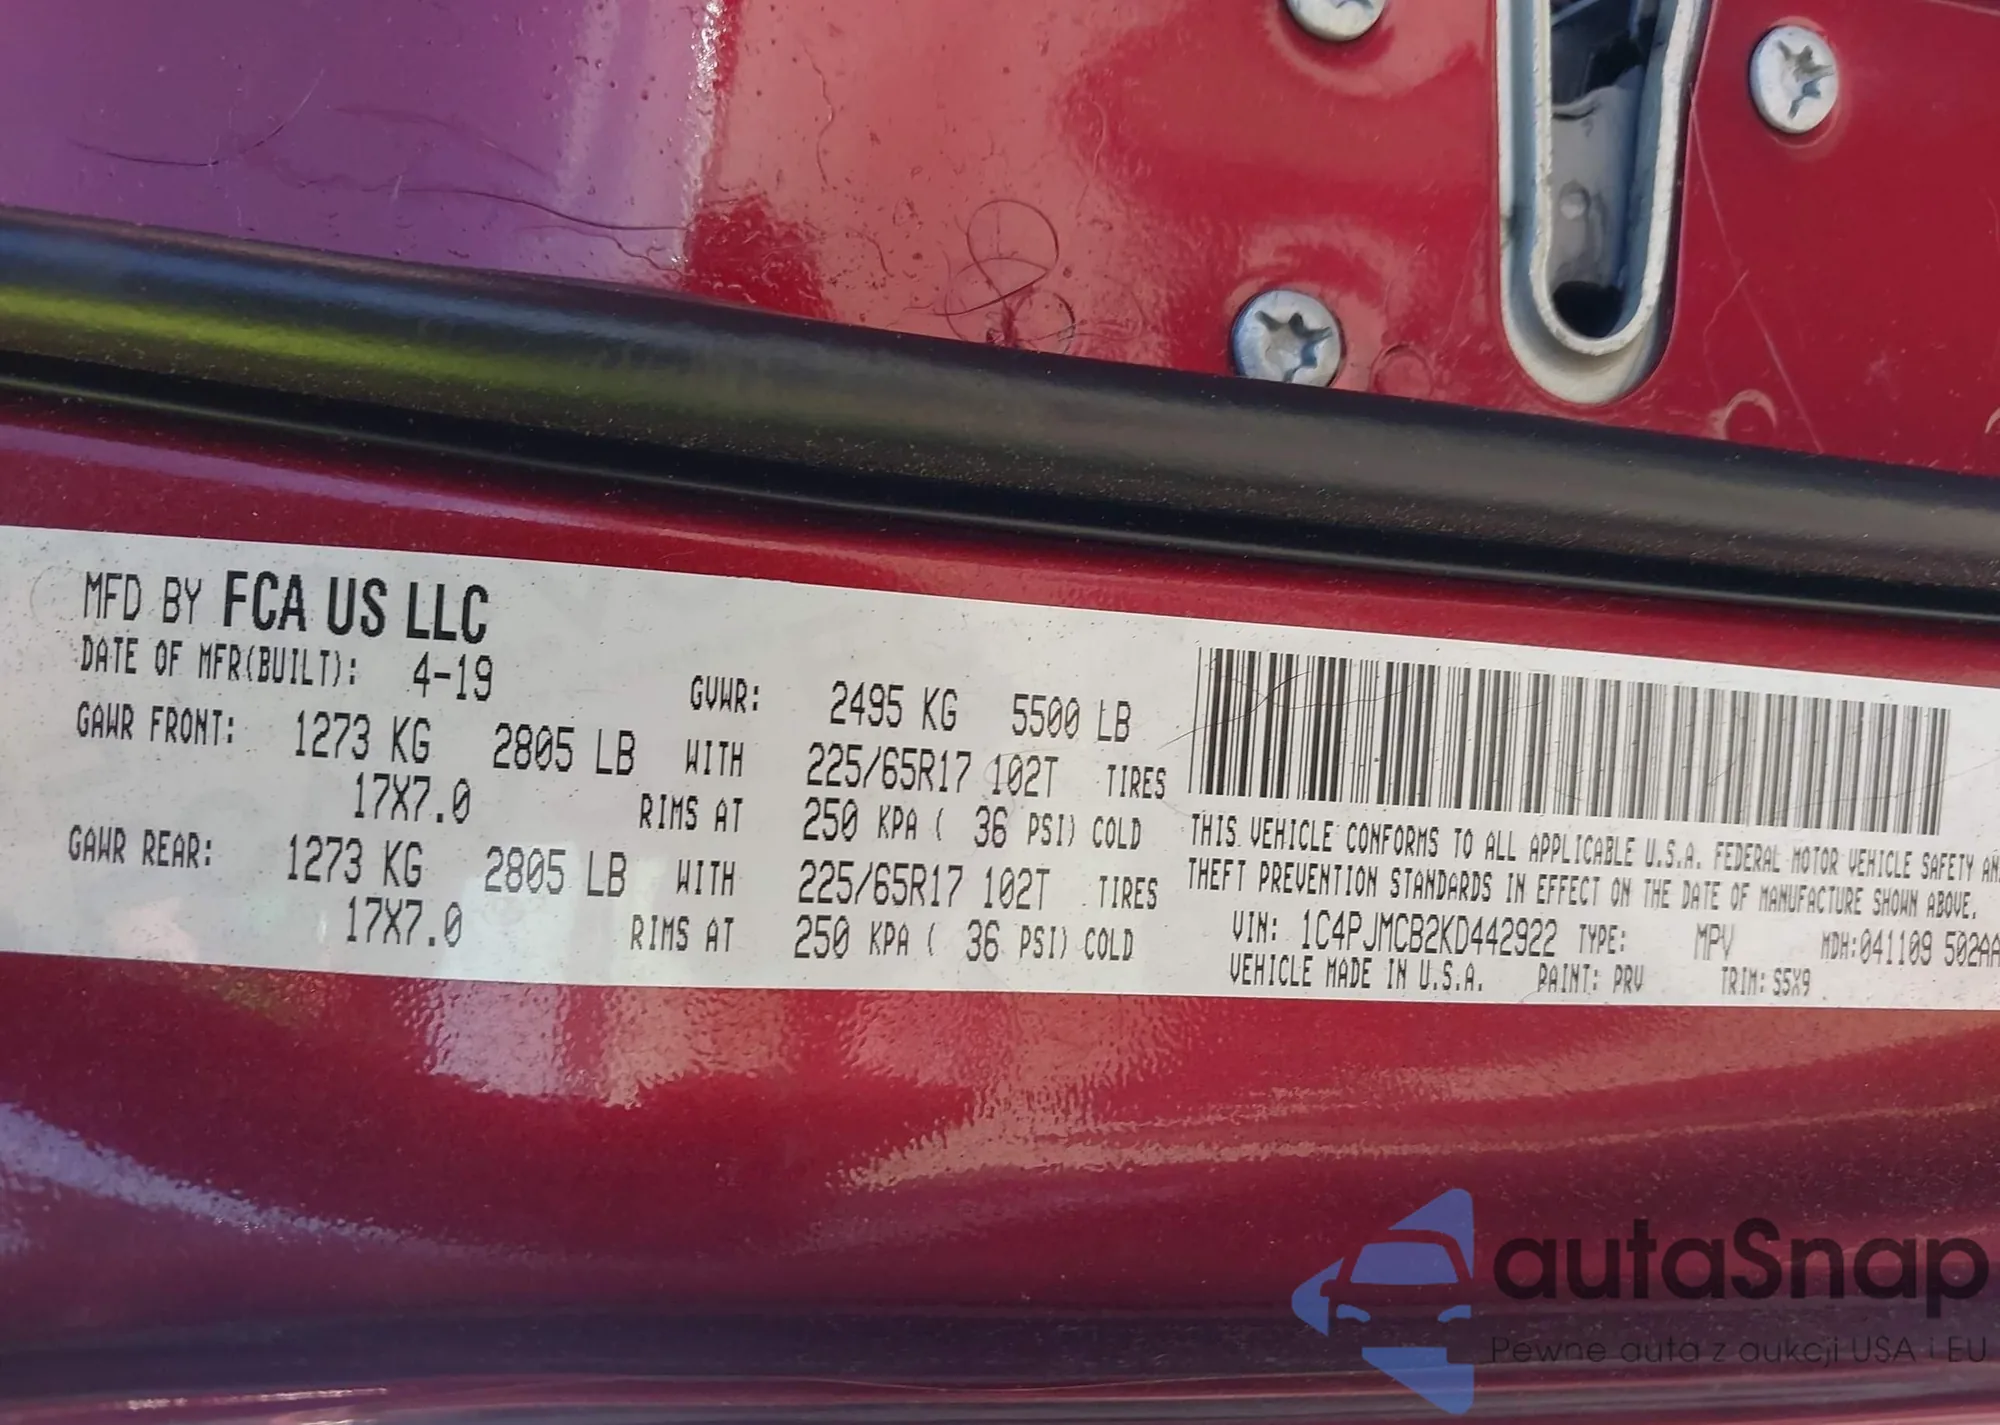 MFD BY FCA US LLC
DATE OF MFR(BUILT): 4-19
GVWR: 2495 KG 5500 LB
GAWR FRONT: 1273 KG 2805 LB WITH 225/65R17 102T TIRES
17X7.0 RIMS AT 250 KPA ( 36 PSI) COLD
GAWR REAR: 1273 KG 2805 LB WITH 225/65R17 102T TIRES
17X7.0 RIMS AT 250 KPA ( 36 PSI) COLD
THIS VEHICLE CONFORMS TO ALL APPLICABLE U.S.A. FEDERAL MOTOR VEHICLE SAFETY AN
THEFT PREVENTION STANDARDS IN EFFECT ON THE DATE OF MANUFACTURE SHOWN ABOVE.
VIN: 1C4PJMCB2KD442922 TYPE: MPV MDH:041109 502AA
VEHICLE MADE IN U.S.A. PAINT: PRV TRIM: S5X9
autaSnap
Pewne auta z aukcji USA i EU